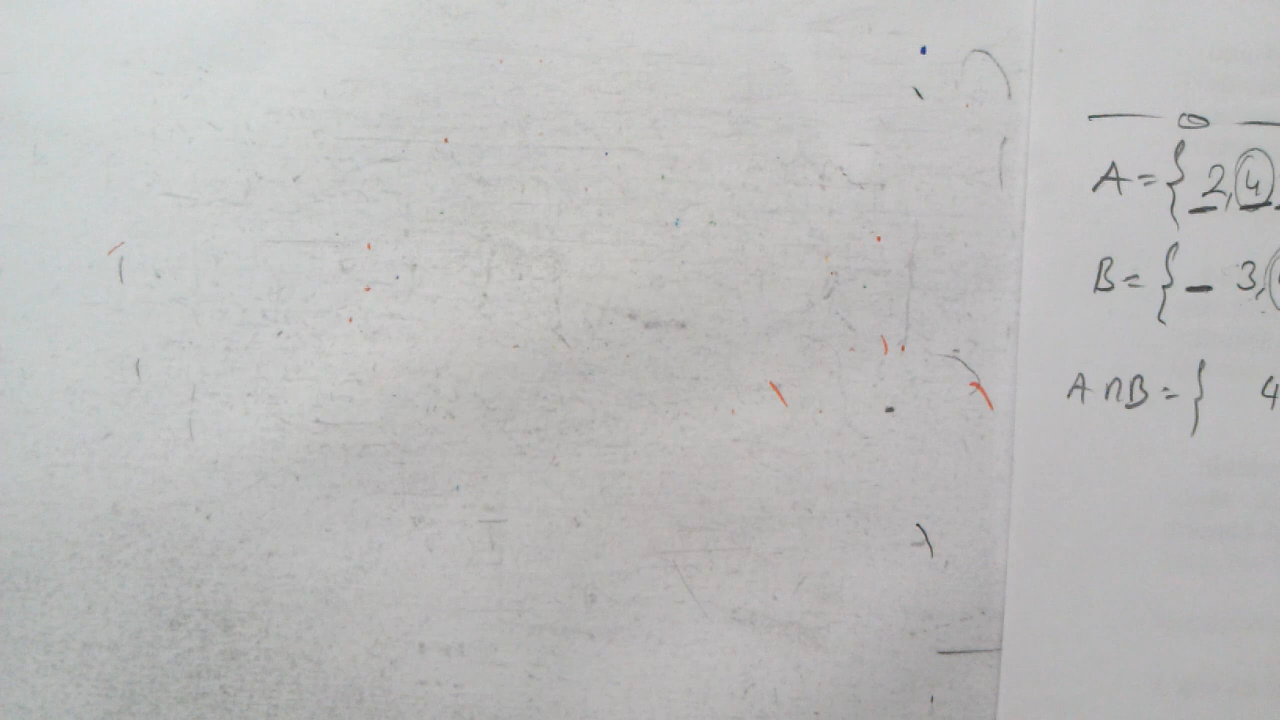 A = { 2, 4
B = { _ 3,
A ∩ B = { 4